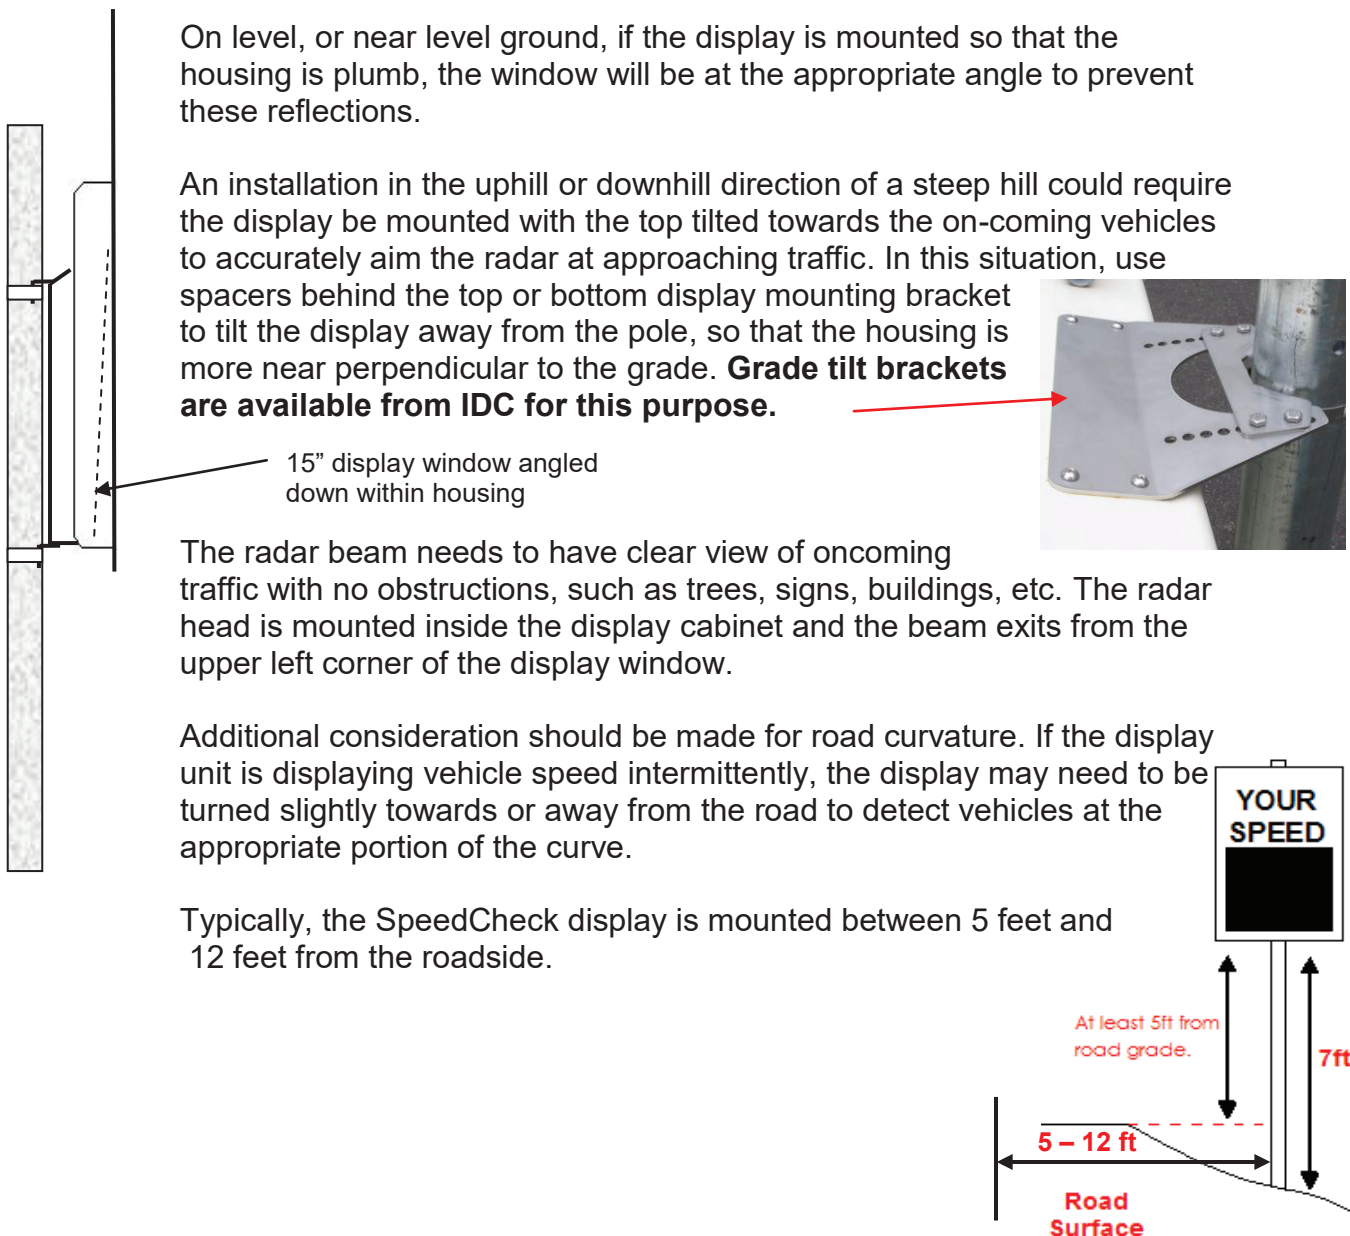 On level, or near level ground, if the display is mounted so that the
housing is plumb, the window will be at the appropriate angle to prevent
these reflections.
An installation in the uphill or downhill direction of a steep hill could require
the display be mounted with the top tilted towards the on-coming vehicles
to accurately aim the radar at approaching traffic. In this situation, use
spacers behind the top or bottom display mounting bracket
to tilt the display away from the pole, so that the housing is
more near perpendicular to the grade. Grade tilt brackets
are available from IDC for this purpose.
15” display window angled
down within housing
The radar beam needs to have clear view of oncoming
traffic with no obstructions, such as trees, signs, buildings, etc. The radar
head is mounted inside the display cabinet and the beam exits from the
upper left corner of the display window.
Additional consideration should be made for road curvature. If the display
unit is displaying vehicle speed intermittently, the display may need to be
turned slightly towards or away from the road to detect vehicles at the
appropriate portion of the curve.
Typically, the SpeedCheck display is mounted between 5 feet and
12 feet from the roadside.
YOUR
SPEED
At least 5ft from
road grade.
7ft
5 – 12 ft
Road
Surface